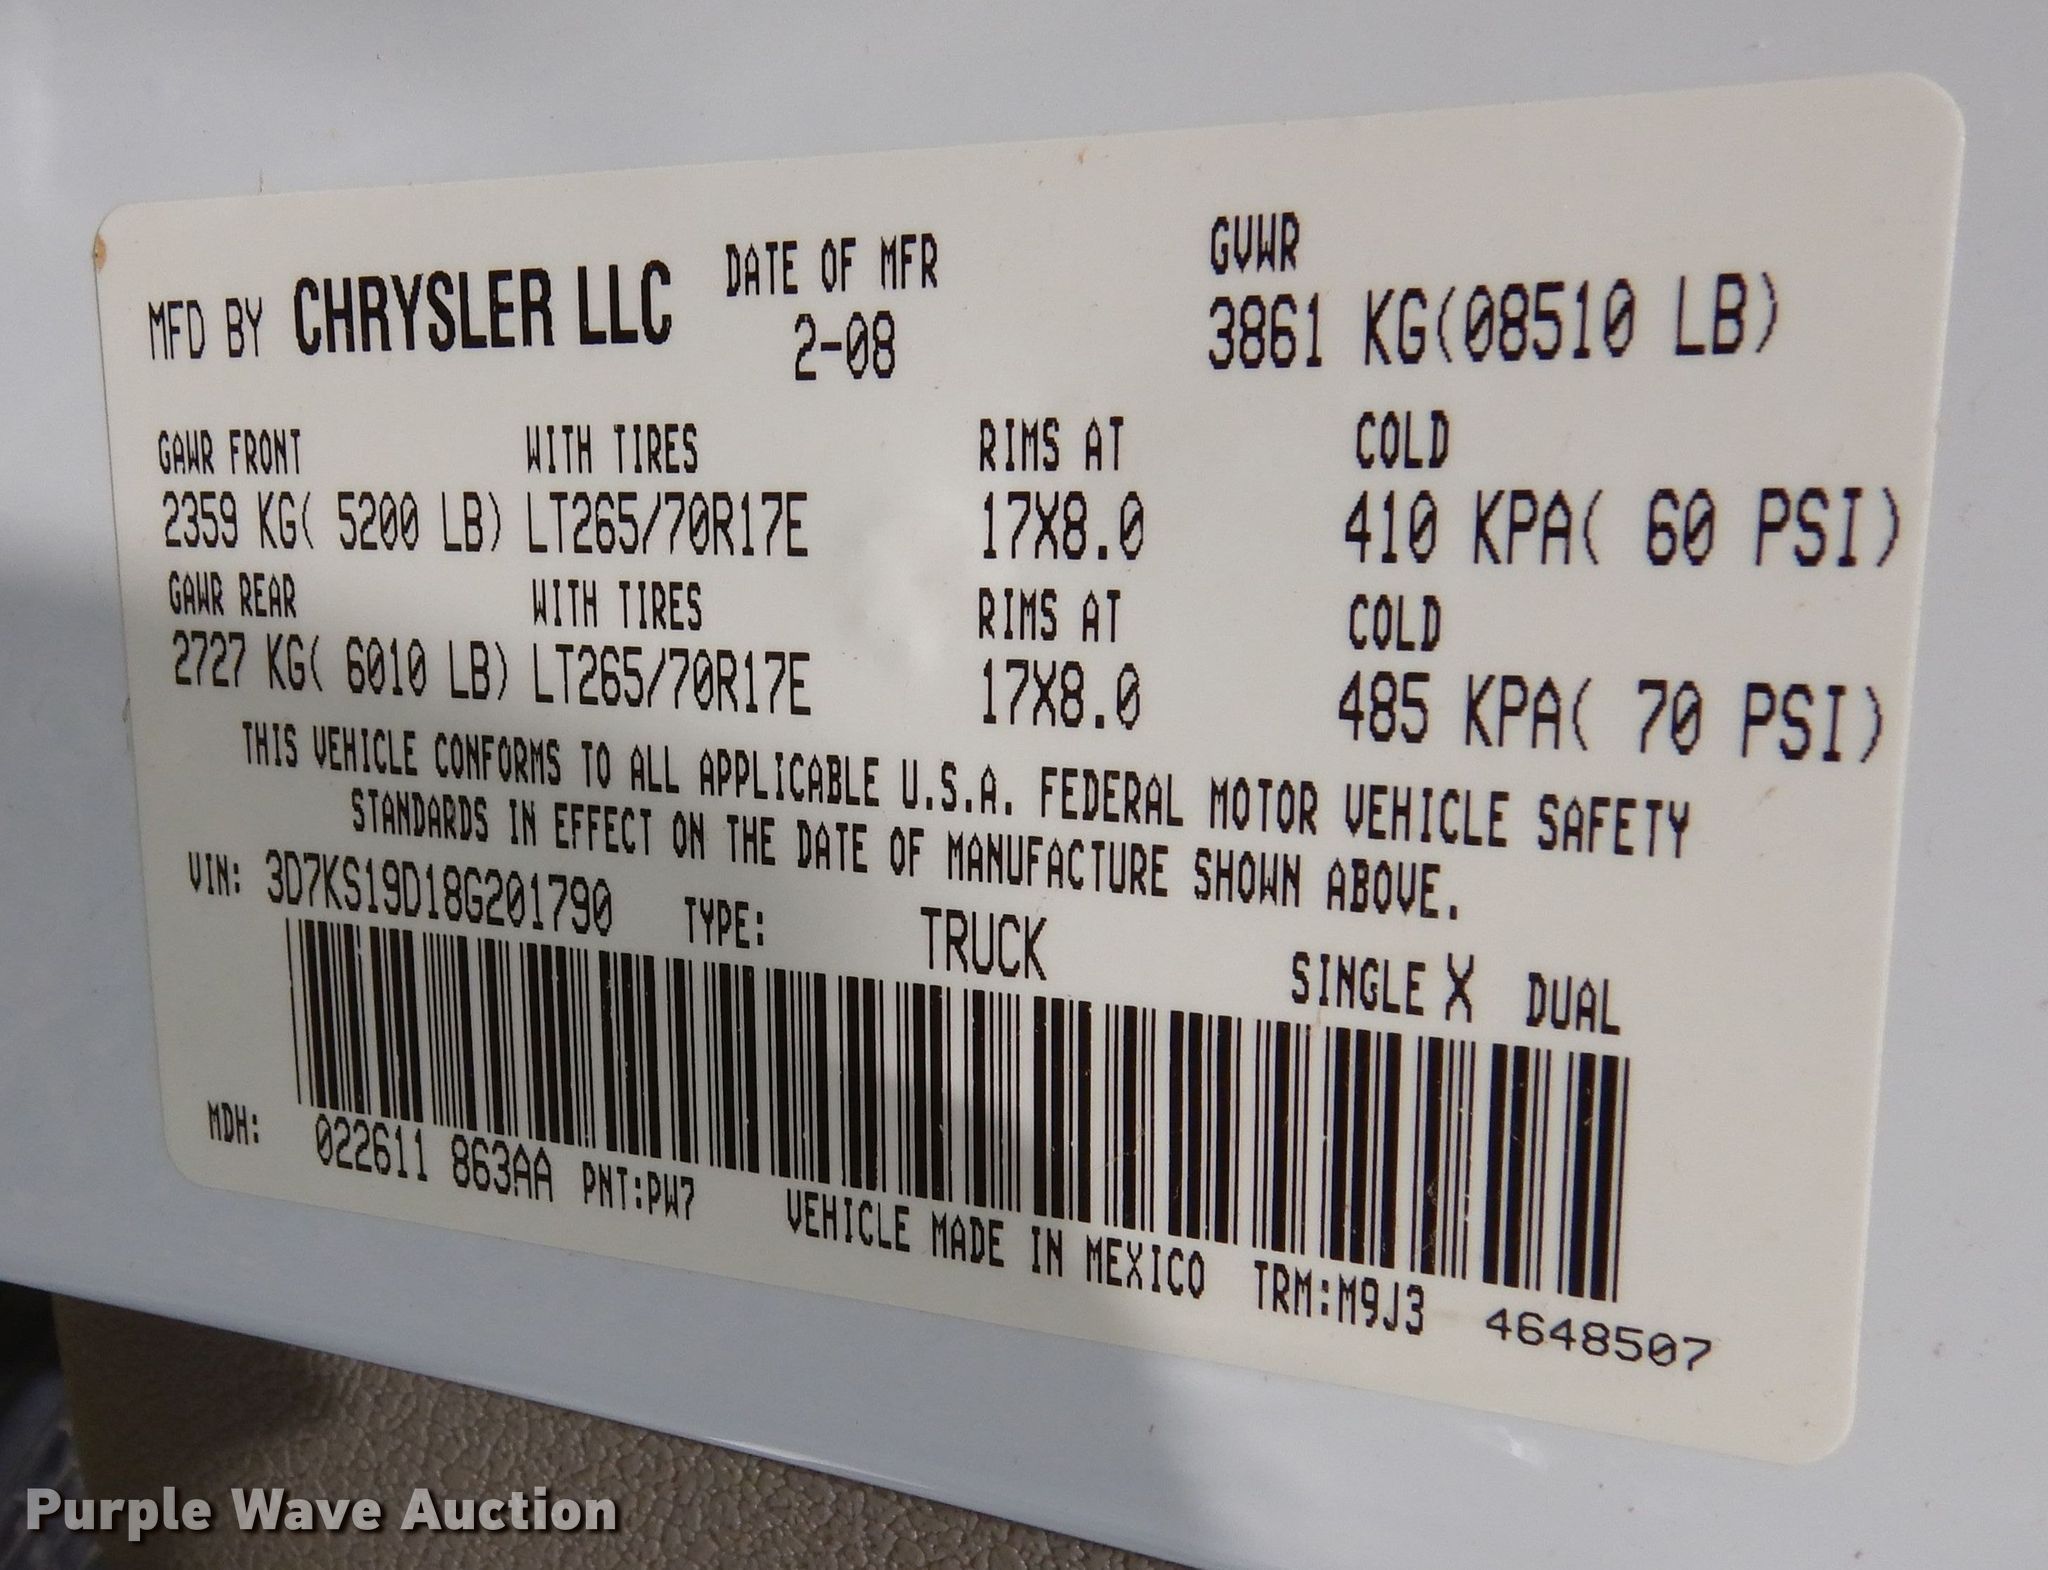 MFD BY CHRYSLER LLC DATE OF MFR GVWR
2-08 3861 KG(08510 LB)
GAWR FRONT WITH TIRES RIMS AT COLD
2359 KG( 5200 LB) LT265/70R17E 17X8.0 410 KPA( 60 PSI)
GAWR REAR WITH TIRES RIMS AT COLD
2727 KG( 6010 LB) LT265/70R17E 17X8.0 485 KPA( 70 PSI)
THIS VEHICLE CONFORMS TO ALL APPLICABLE U.S.A. FEDERAL MOTOR VEHICLE SAFETY
STANDARDS IN EFFECT ON THE DATE OF MANUFACTURE SHOWN ABOVE.
VIN: 3D7KS19D18G201790 TYPE: TRUCK SINGLE X DUAL
MDH: 022611 863AA PNT:PW7 VEHICLE MADE IN MEXICO TRM:M9J3 4648507
Purple Wave Auction